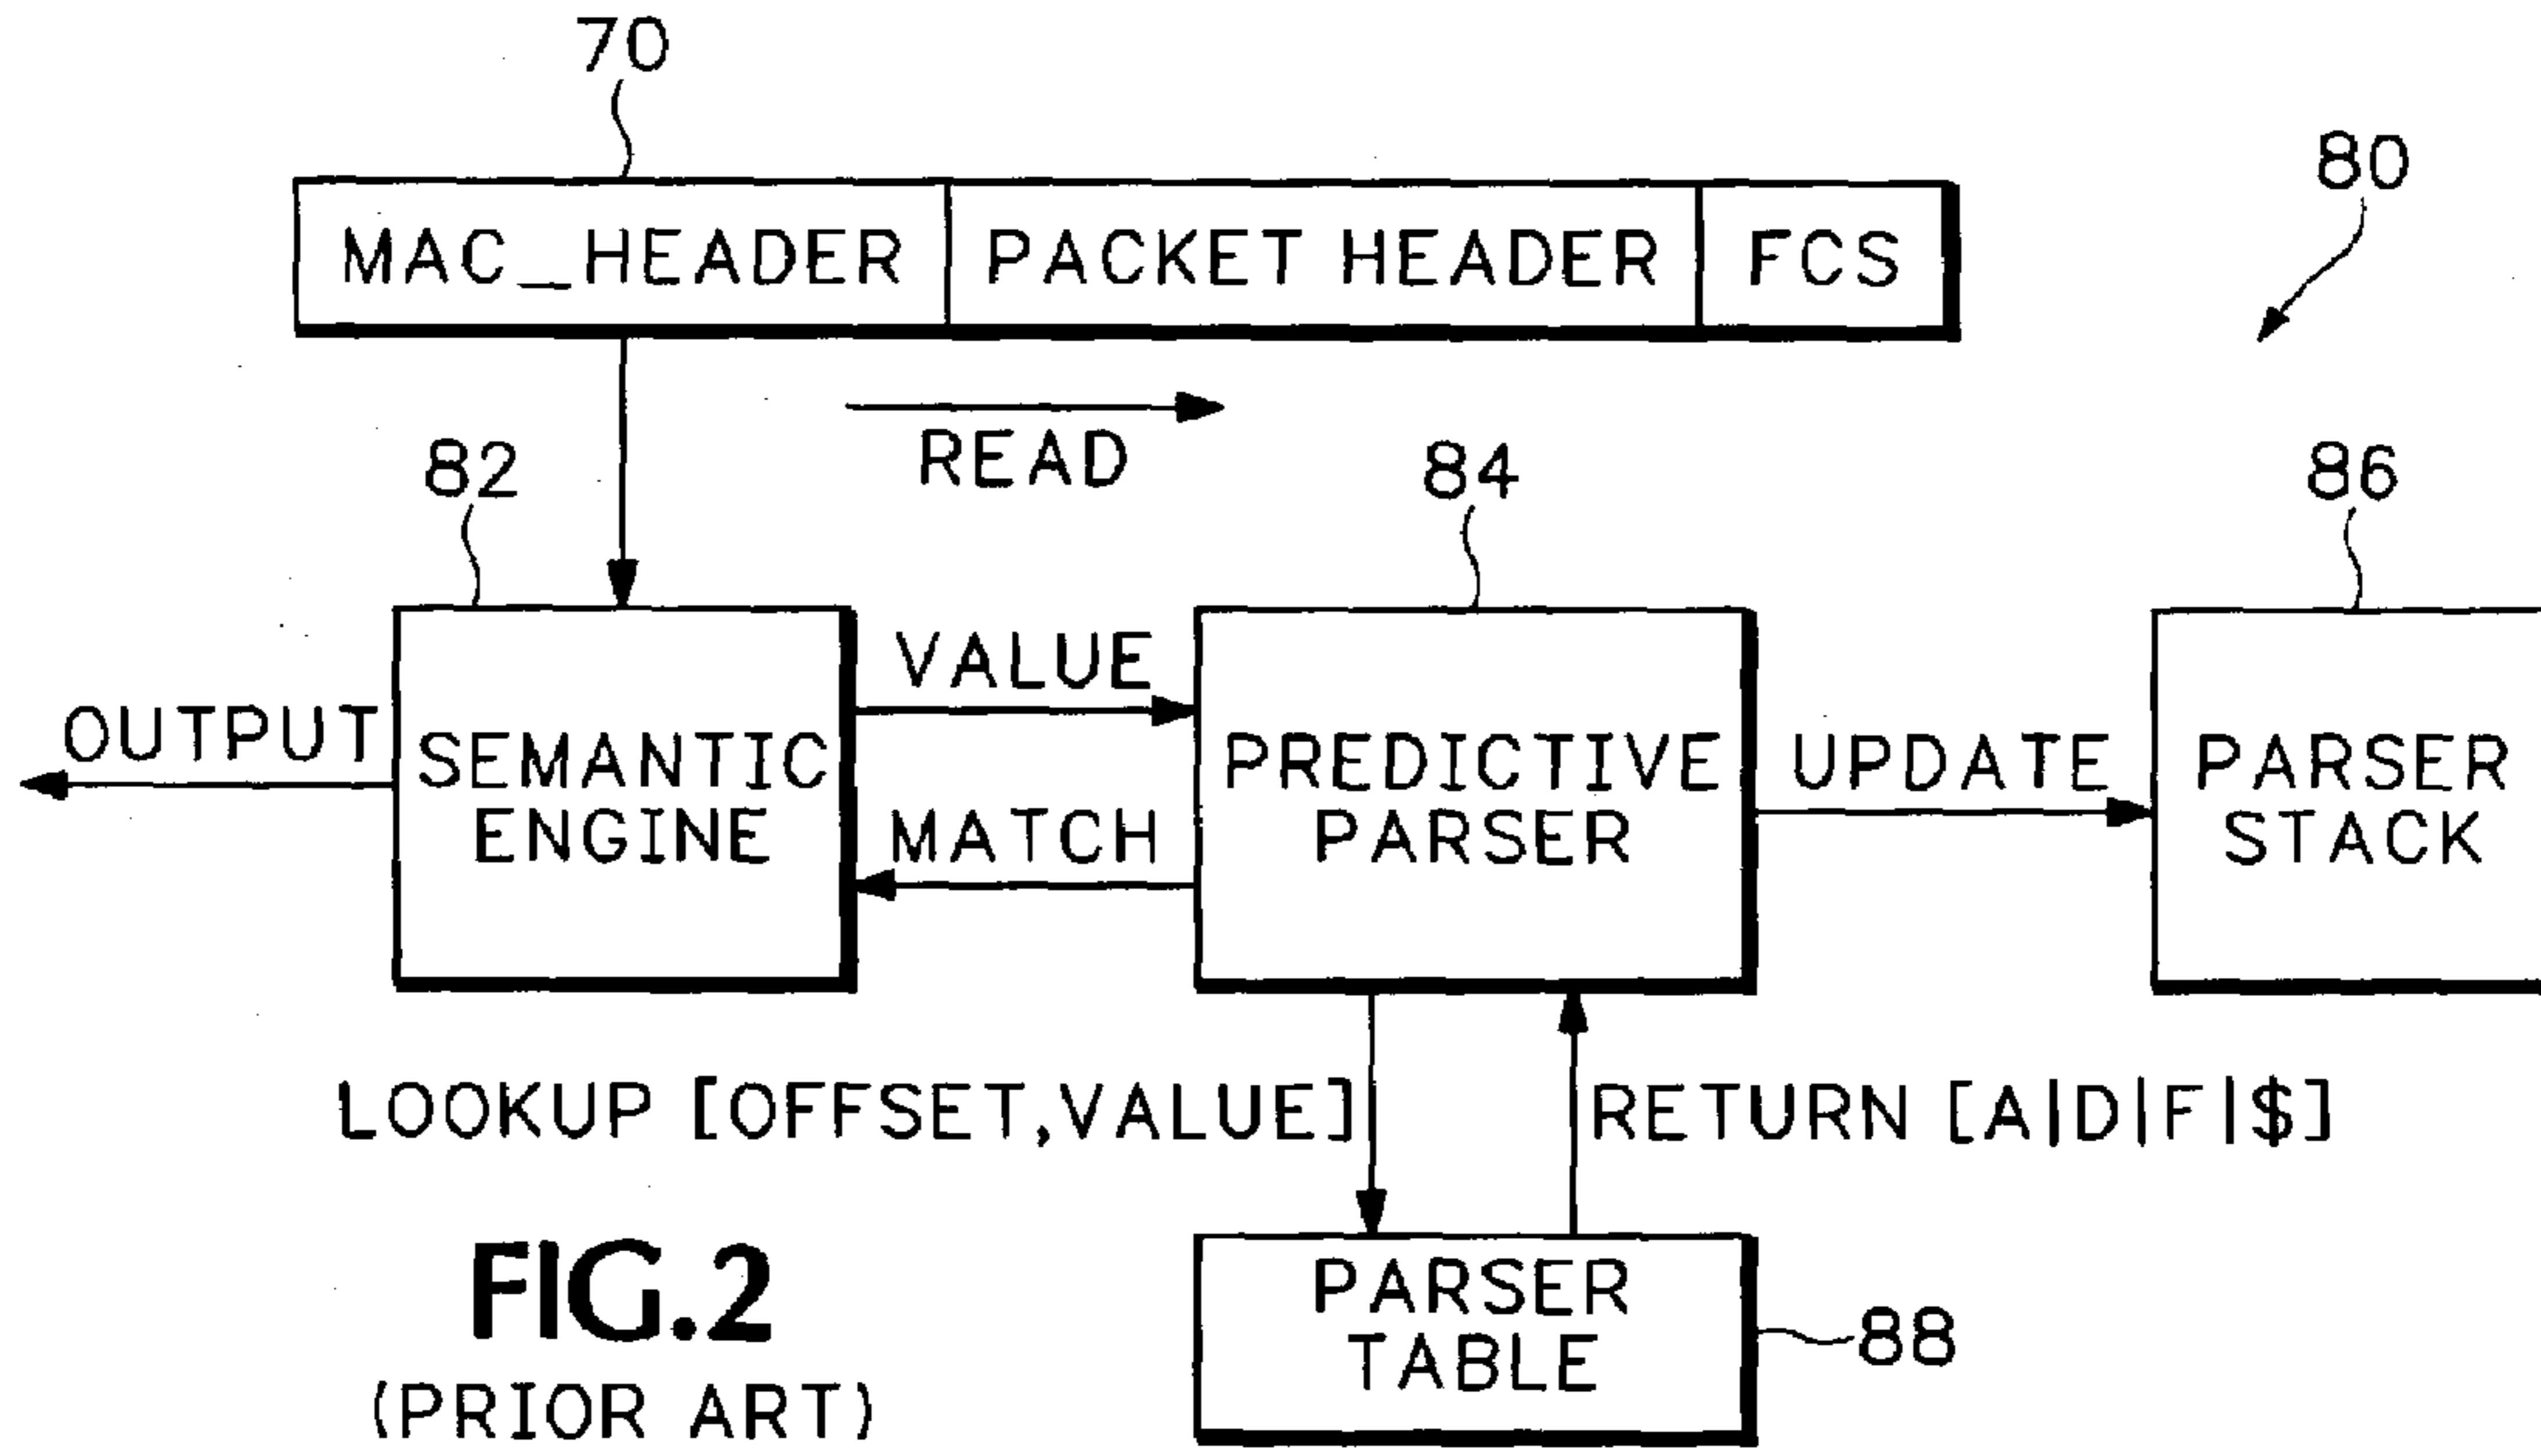 70
80
MAC_HEADER PACKET HEADER FCS
READ
82
84
86
VALUE
OUTPUT
SEMANTIC
ENGINE
MATCH
PREDICTIVE
PARSER
UPDATE
PARSER
STACK
LOOKUP [OFFSET,VALUE]
RETURN [A|D|F|$]
PARSER
TABLE
88
FIG.2
(PRIOR ART)